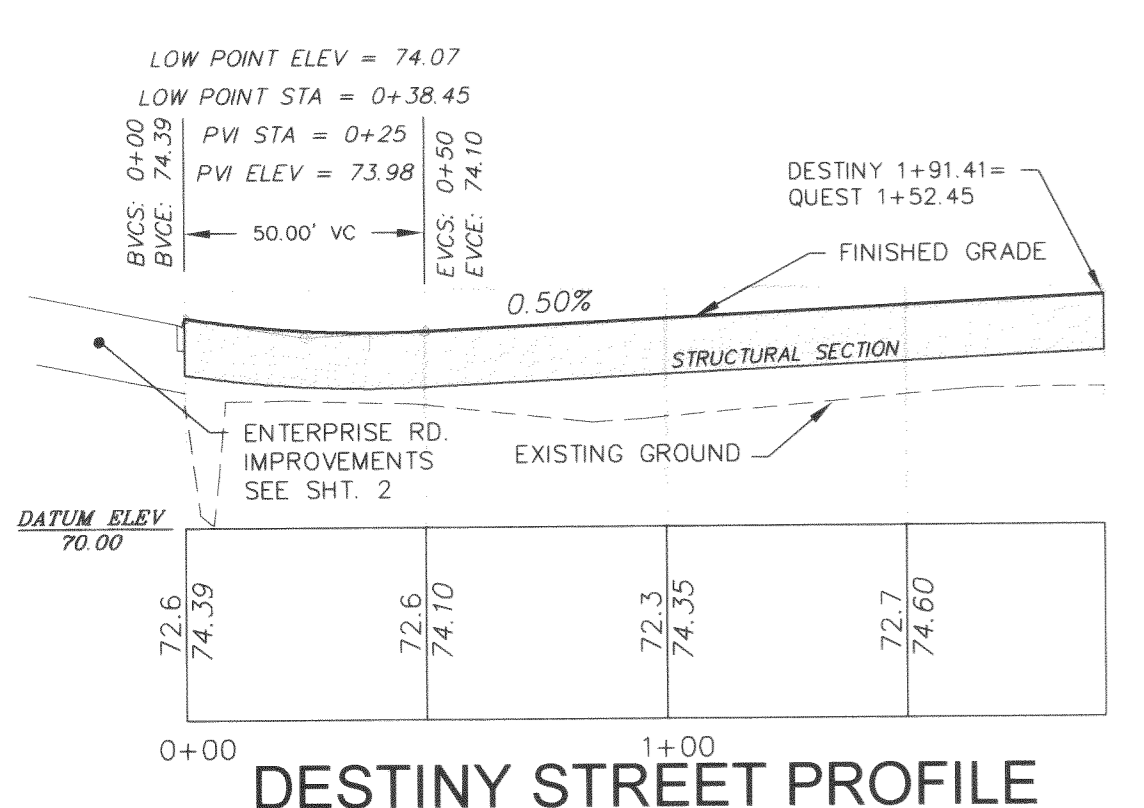 LOW POINT ELEV = 74.07
LOW POINT STA = 0+38.45
PVI STA = 0+25
PVI ELEV = 73.98
BVCS: 0+00
BVCE: 74.39
50.00' VC
EVCS: 0+50
EVCE: 74.10
DESTINY 1+91.41=
QUEST 1+52.45
FINISHED GRADE
0.50%
STRUCTURAL SECTION
ENTERPRISE RD.
IMPROVEMENTS
SEE SHT. 2
EXISTING GROUND
DATUM ELEV
70.00
72.6
74.39
72.6
74.10
72.3
74.35
72.7
74.60
0+00
1+00
DESTINY STREET PROFILE